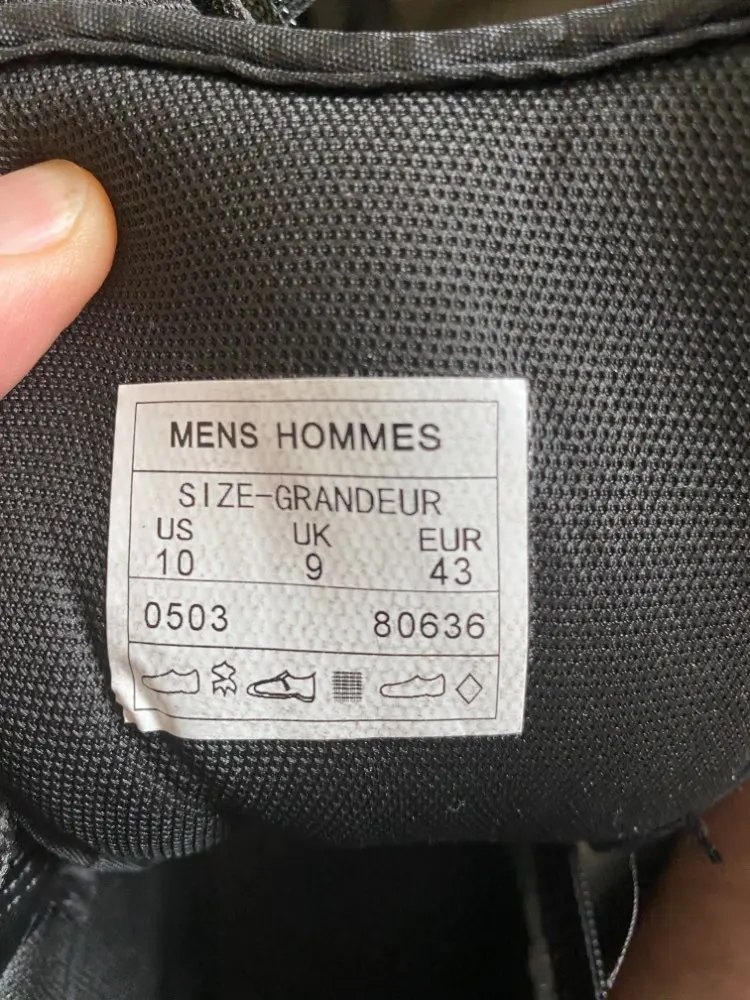 MENS HOMMES
SIZE-GRANDEUR
US UK EUR
10 9 43
0503 80636